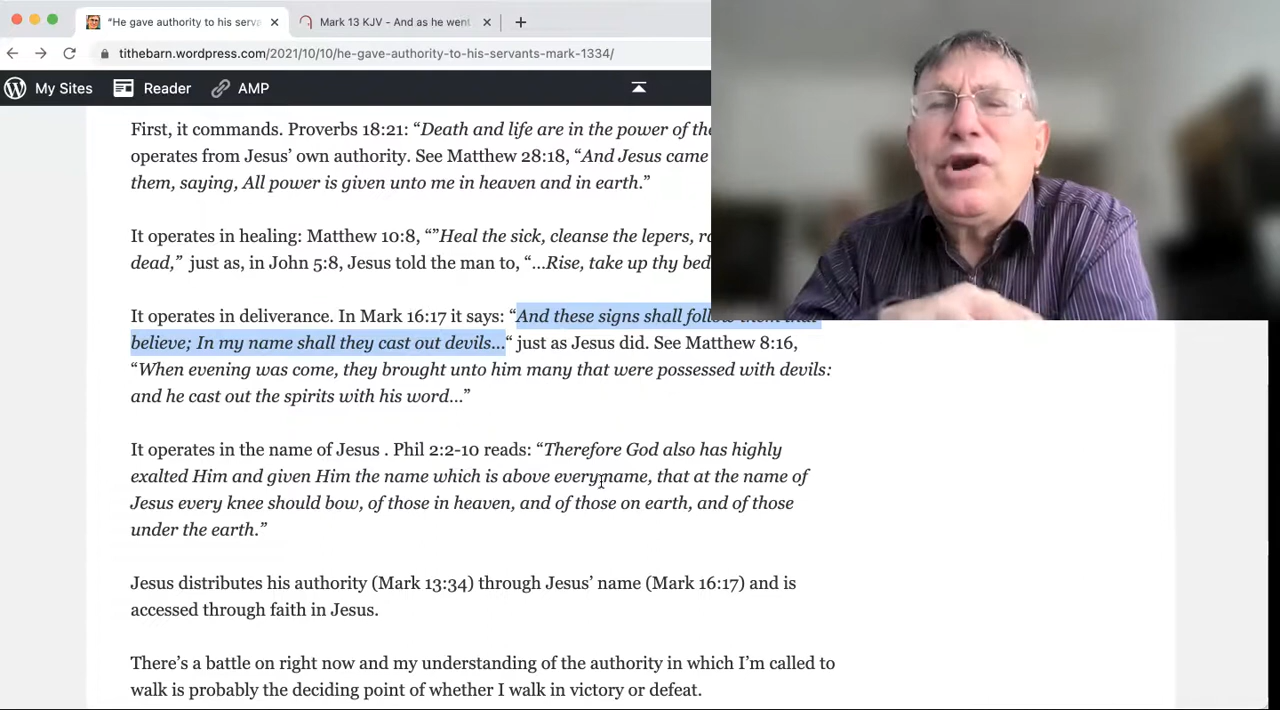 "He gave authority to his serva
Mark 13 KJV - And as he went
tithebarn.wordpress.com/2021/10/10/he-gave-authority-to-his-servants-mark-1334/
My Sites Reader AMP
First, it commands. Proverbs 18:21: “Death and life are in the power of the
operates from Jesus’ own authority. See Matthew 28:18, “And Jesus came
them, saying, All power is given unto me in heaven and in earth.”
It operates in healing: Matthew 10:8, “”Heal the sick, cleanse the lepers, ra
dead,” just as, in John 5:8, Jesus told the man to, “…Rise, take up thy bed
It operates in deliverance. In Mark 16:17 it says: “And these signs shall follow them that
believe; In my name shall they cast out devils…“ just as Jesus did. See Matthew 8:16,
“When evening was come, they brought unto him many that were possessed with devils:
and he cast out the spirits with his word…”
It operates in the name of Jesus . Phil 2:2-10 reads: “Therefore God also has highly
exalted Him and given Him the name which is above every name, that at the name of
Jesus every knee should bow, of those in heaven, and of those on earth, and of those
under the earth.”
Jesus distributes his authority (Mark 13:34) through Jesus’ name (Mark 16:17) and is
accessed through faith in Jesus.
There’s a battle on right now and my understanding of the authority in which I’m called to
walk is probably the deciding point of whether I walk in victory or defeat.